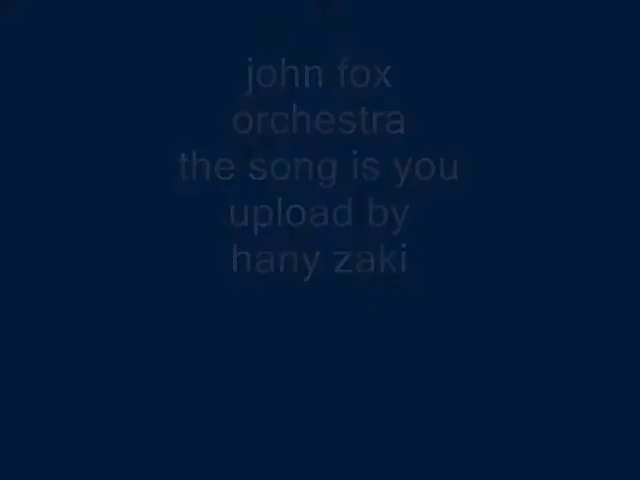 john fox
orchestra
the song is you
upload by
hany zaki